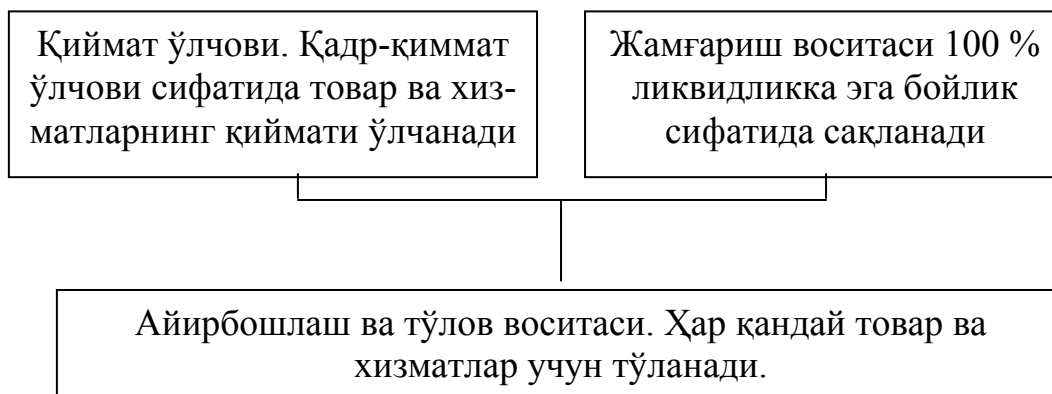 Қиймат ўлчови. Қадр-қиммат
ўлчови сифатида товар ва хиз-
матларнинг қиймати ўлчанади
Жамғариш воситаси 100 %
ликвидликка эга бойлик
сифатида сақланади
Айирбошлаш ва тўлов воситаси. Ҳар қандай товар ва
хизматлар учун тўланади.